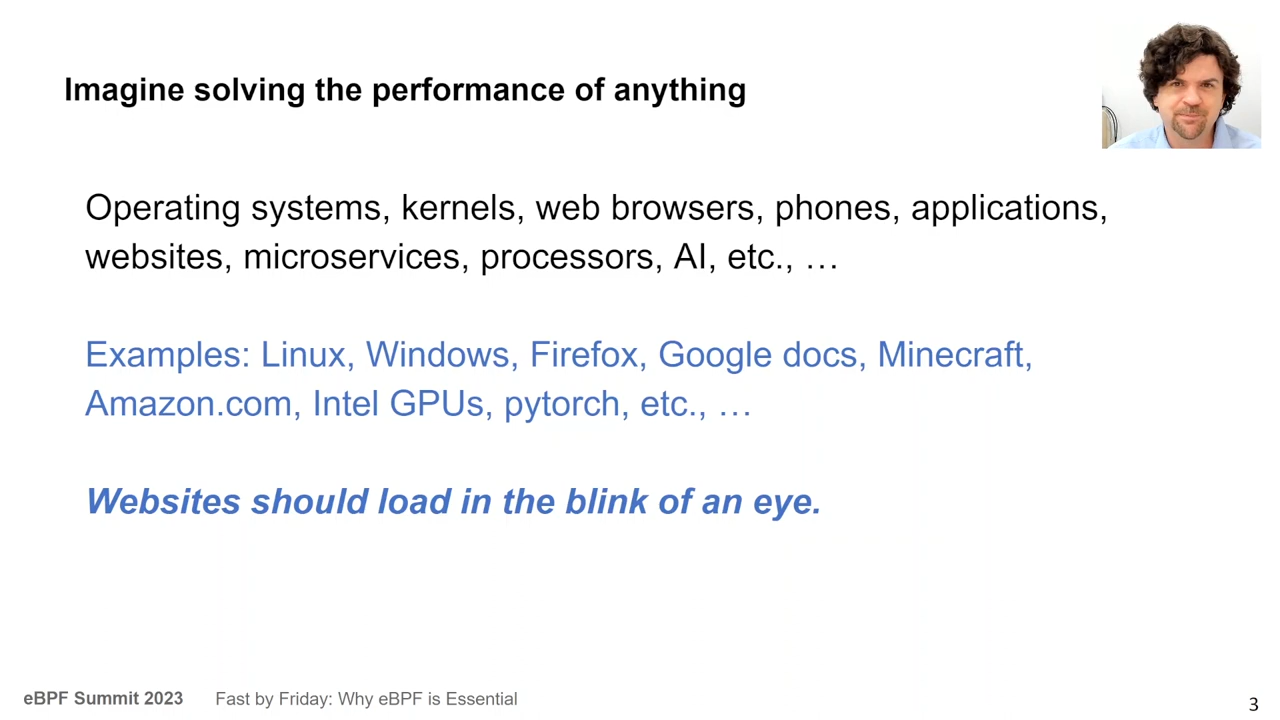 Imagine solving the performance of anything
Operating systems, kernels, web browsers, phones, applications,
websites, microservices, processors, AI, etc., …
Examples: Linux, Windows, Firefox, Google docs, Minecraft,
Amazon.com, Intel GPUs, pytorch, etc., …
Websites should load in the blink of an eye.
eBPF Summit 2023 Fast by Friday: Why eBPF is Essential
3